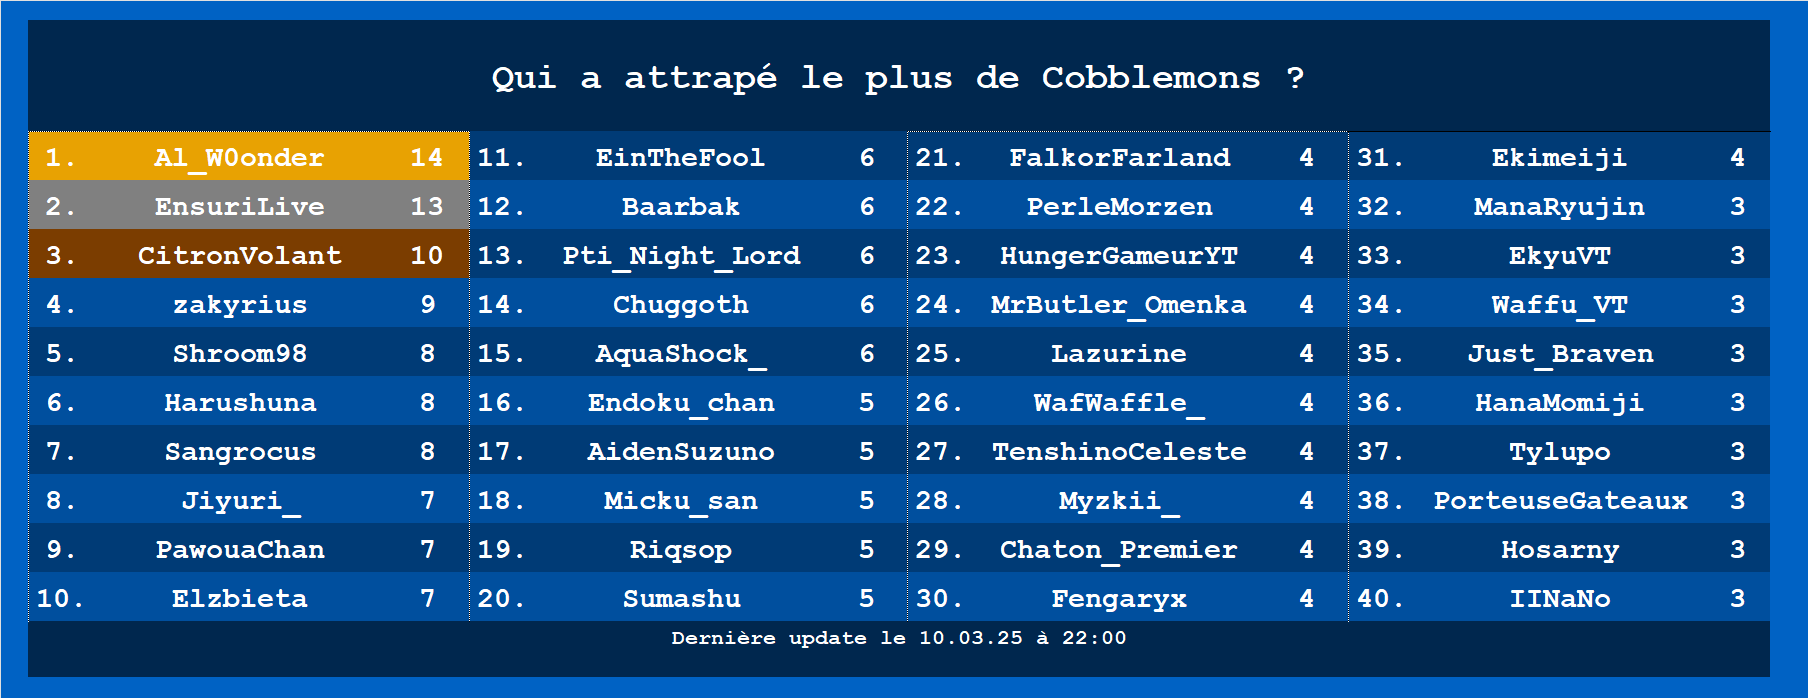 Qui a attrapé le plus de Cobblemons ?
1. Al_W0onder 14
2. EnsuriLive 13
3. CitronVolant 10
4. zakyrius 9
5. Shroom98 8
6. Harushuna 8
7. Sangrocus 8
8. Jiyuri_ 7
9. PawouaChan 7
10. Elzbieta 7
11. EinTheFool 6
12. Baarbak 6
13. Pti_Night_Lord 6
14. Chuggoth 6
15. AquaShock_ 6
16. Endoku_chan 5
17. AidenSuzuno 5
18. Micku_san 5
19. Riqsop 5
20. Sumashu 5
21. FalkorFarland 4
22. PerleMorzen 4
23. HungerGameurYT 4
24. MrButler_Omenka 4
25. Lazurine 4
26. WafWaffle_ 4
27. TenshinoCeleste 4
28. Myzkii_ 4
29. Chaton_Premier 4
30. Fengaryx 4
31. Ekimeiji 4
32. ManaRyujin 3
33. EkyuVT 3
34. Waffu_VT 3
35. Just_Braven 3
36. HanaMomiji 3
37. Tylupo 3
38. PorteuseGateaux 3
39. Hosarny 3
40. IINaNo 3
Dernière update le 10.03.25 à 22:00